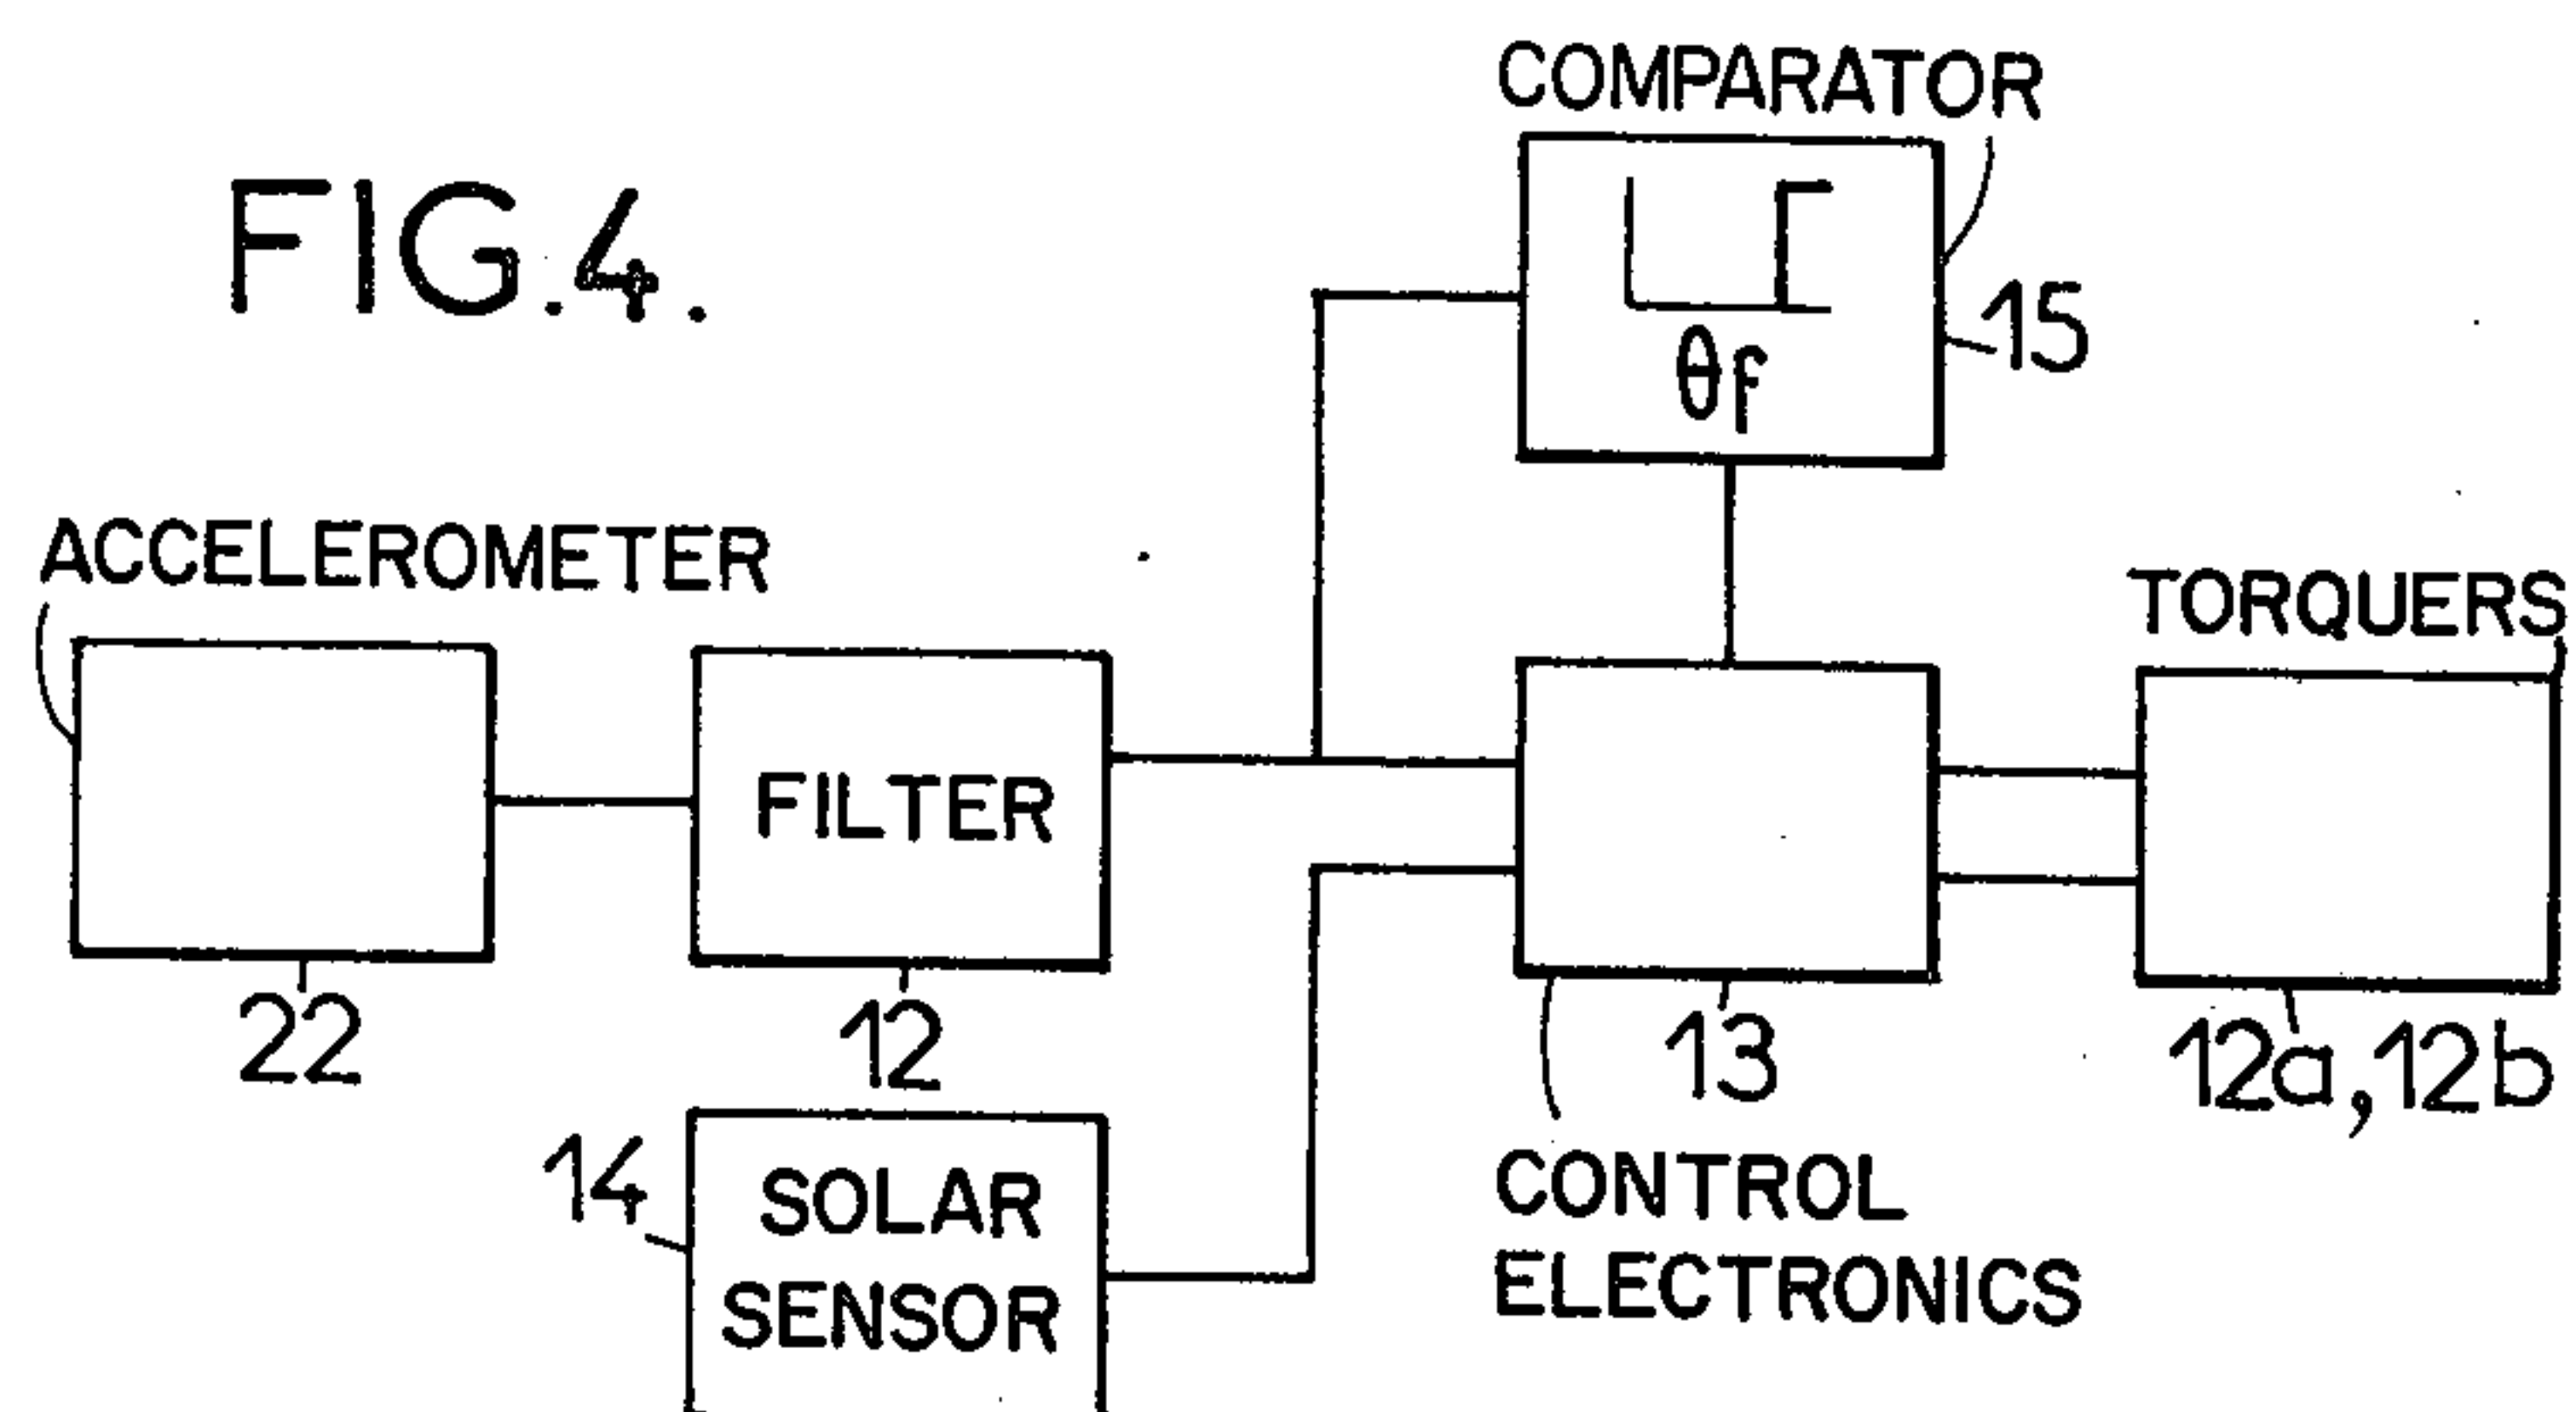 FIG.4.
COMPARATOR
θf
15
ACCELEROMETER
TORQUERS
FILTER
22
12
13
12a,12b
14
SOLAR
SENSOR
CONTROL
ELECTRONICS